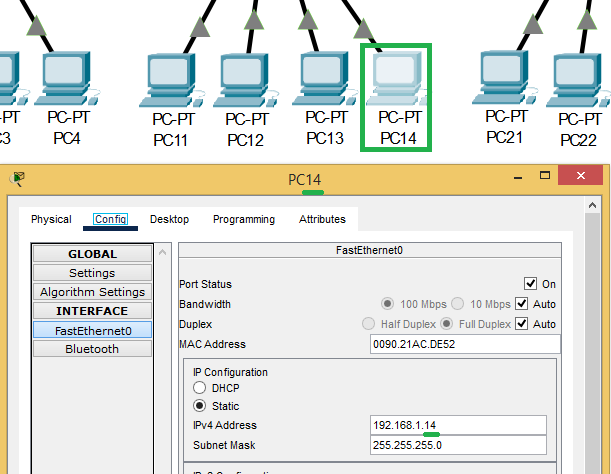 -PT PC-PT PC-PT PC-PT PC-PT PC-PT PC-PT PC-PT
C3 PC4 PC11 PC12 PC13 PC14 PC21 PC22
PC14
Physical Config Desktop Programming Attributes
GLOBAL
Settings
Algorithm Settings
INTERFACE
FastEthernet0
Bluetooth
FastEthernet0
Port Status On
Bandwidth 100 Mbps 10 Mbps Auto
Duplex Half Duplex Full Duplex Auto
MAC Address 0090.21AC.DE52
IP Configuration
DHCP
Static
IPv4 Address 192.168.1.14
Subnet Mask 255.255.255.0